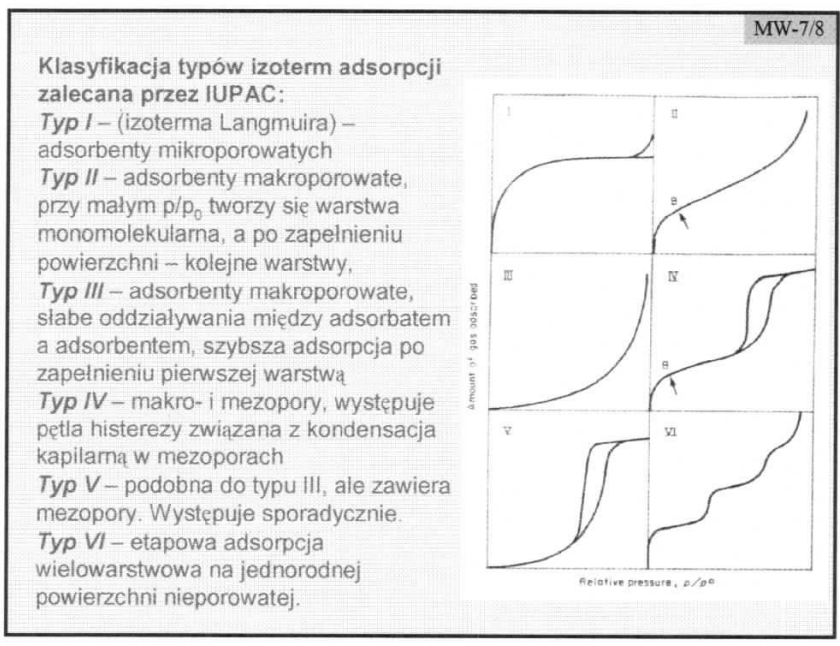 MW-7/8
Klasyfikacja typów izoterm adsorpcji
zalecana przez IUPAC:
Typ I – (izoterma Langmuira) –
adsorbenty mikroporowatych
Typ II – adsorbenty makroporowate,
przy małym p/p₀ tworzy się warstwa
monomolekularna, a po zapełnieniu
powierzchni – kolejne warstwy,
Typ III – adsorbenty makroporowate,
słabe oddziaływania między adsorbatem
a adsorbentem, szybsza adsorpcja po
zapełnieniu pierwszej warstwą
Typ IV – makro- i mezopory, występuje
pętla histerezy związana z kondensacja
kapilarną w mezoporach
Typ V – podobna do typu III, ale zawiera
mezopory. Występuje sporadycznie.
Typ VI – etapowa adsorpcja
wielowarstwowa na jednorodnej
powierzchni nieporowatej.
I
II
B
III
IV
B
V
VI
Amount of gas adsorbed
Relative pressure, p/p⁰